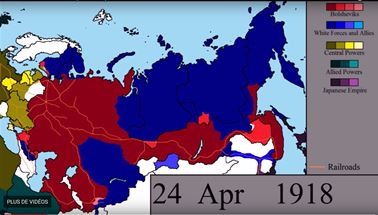 Bolsheviks
White Forces and Allies
Central Powers
Allied Powers
Japanese Empire
Railroads
PLUS DE VIDÉOS
24 Apr 1918